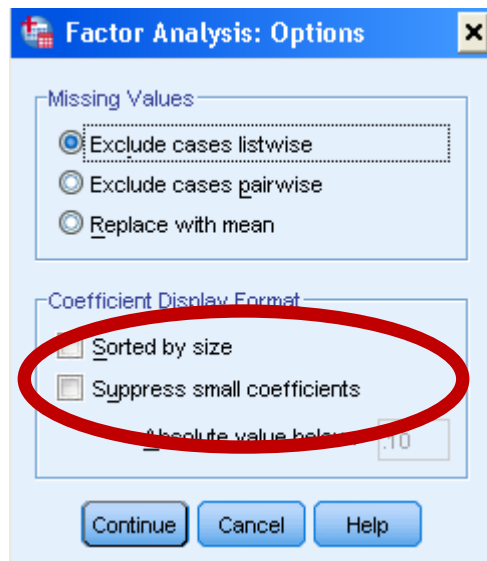 Factor Analysis: Options
Missing Values
Exclude cases listwise
Exclude cases pairwise
Replace with mean
Coefficient Display Format
Sorted by size
Suppress small coefficients
Absolute value below: .10
Continue Cancel Help